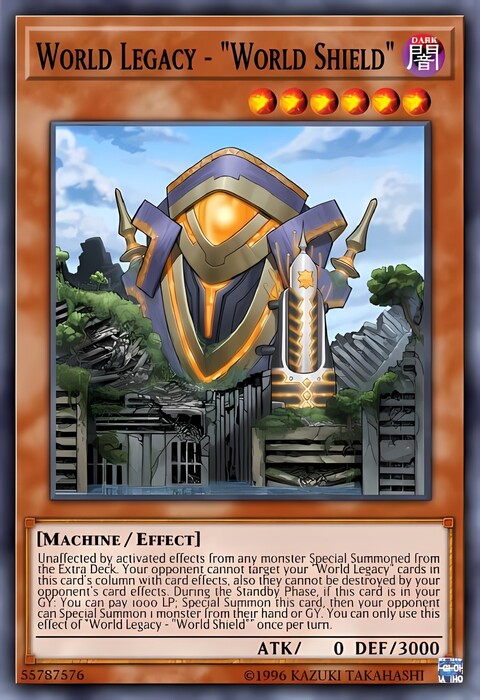 WORLD LEGACY - "WORLD SHIELD"
DARK
闇
[MACHINE / EFFECT]
Unaffected by activated effects from any monster Special Summoned from
the Extra Deck. Your opponent cannot target your "World Legacy" cards in
this card's column with card effects, also they cannot be destroyed by your
opponent's card effects. During the Standby Phase, if this card is in your
GY: You can pay 1000 LP; Special Summon this card, then your opponent
can Special Summon 1 monster from their hand or GY. You can only use this
effect of "World Legacy - "World Shield"" once per turn.
ATK/ 0 DEF/3000
55787576
©1996 KAZUKI TAKAHASHI